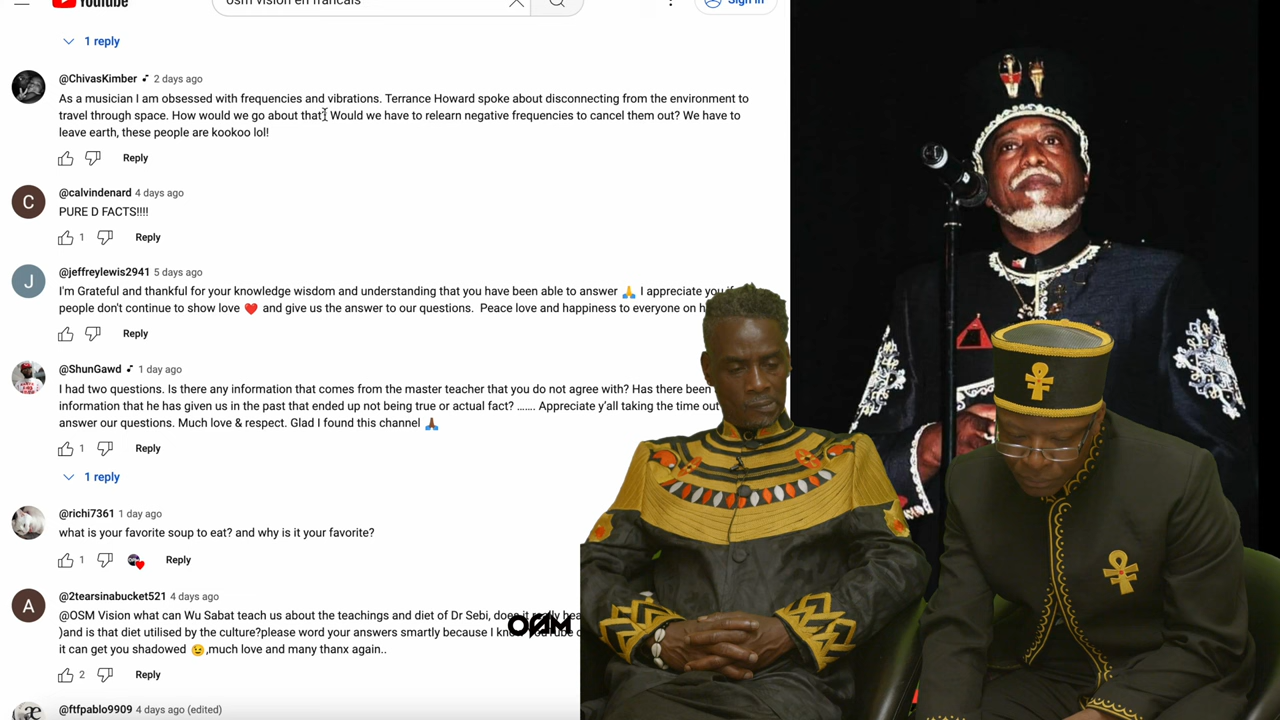 YouTube
osm vision en francais
Sign in
1 reply
@ChivasKimber 2 days ago
As a musician I am obsessed with frequencies and vibrations. Terrance Howard spoke about disconnecting from the environment to
travel through space. How would we go about that? Would we have to relearn negative frequencies to cancel them out? We have to
leave earth, these people are kookoo lol!
Reply
C
@calvindenard 4 days ago
PURE D FACTS!!!!
1 Reply
J
@jeffreylewis2941 5 days ago
I'm Grateful and thankful for your knowledge wisdom and understanding that you have been able to answer 🙏 I appreciate you
people don't continue to show love ❤️ and give us the answer to our questions. Peace love and happiness to everyone on
Reply
@ShunGawd 1 day ago
I had two questions. Is there any information that comes from the master teacher that you do not agree with? Has there been
information that he has given us in the past that ended up not being true or actual fact? ....... Appreciate y'all taking the time out
answer our questions. Much love & respect. Glad I found this channel 🙏🏾
1 Reply
1 reply
@richi7361 1 day ago
what is your favorite soup to eat? and why is it your favorite?
1 Reply
A
@2tearsinabucket521 4 days ago
@OSM Vision what can Wu Sabat teach us about the teachings and diet of Dr Sebi, does it really
)and is that diet utilised by the culture?please word your answers smartly because I know YouTube
it can get you shadowed 😉,much love and many thanx again..
2 Reply
æ
@ftfpablo9909 4 days ago (edited)
OSM